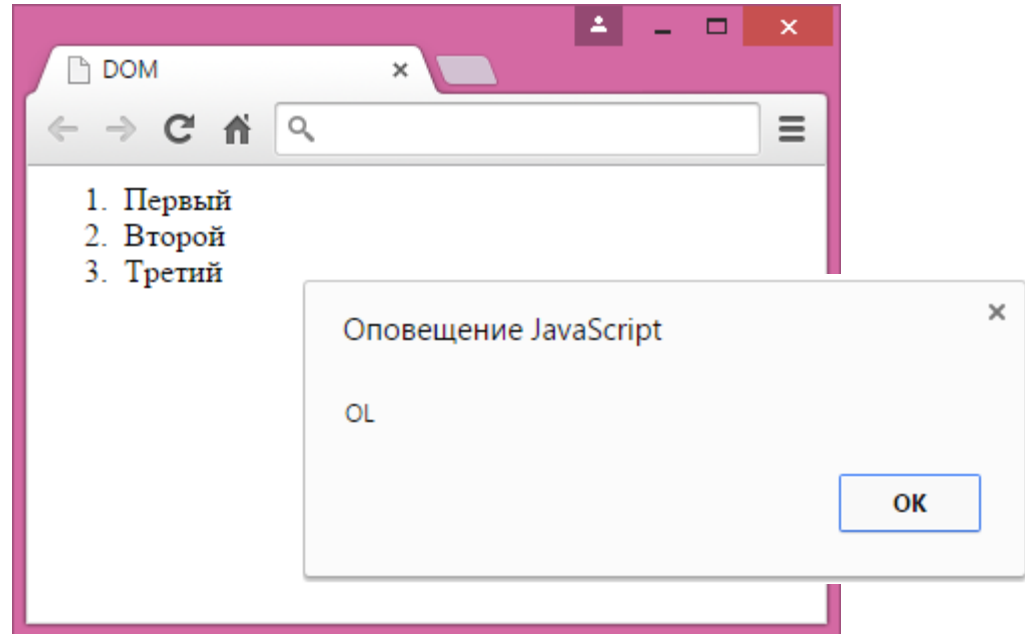 DOM
1. Первый
2. Второй
3. Третий
Оповещение JavaScript
OL
OK